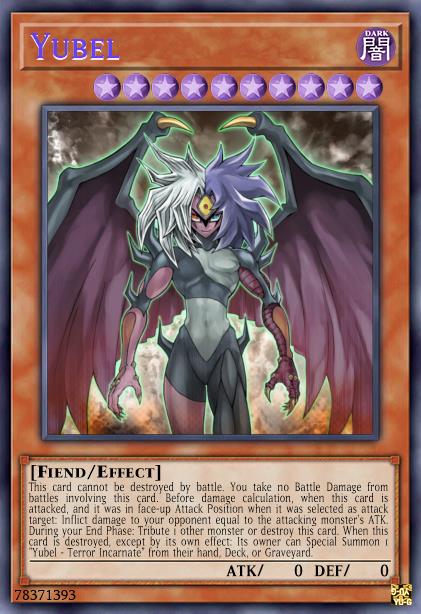 Yubel
DARK
闇
[Fiend/Effect]
This card cannot be destroyed by battle. You take no Battle Damage from
battles involving this card. Before damage calculation, when this card is
attacked, and it was in face-up Attack Position when it was selected as attack
target: Inflict damage to your opponent equal to the attacking monster's ATK.
During your End Phase: Tribute 1 other monster or destroy this card. When this
card is destroyed, except by its own effect: Its owner can Special Summon 1
"Yubel - Terror Incarnate" from their hand, Deck, or Graveyard.
ATK/ 0 DEF/ 0
78371393